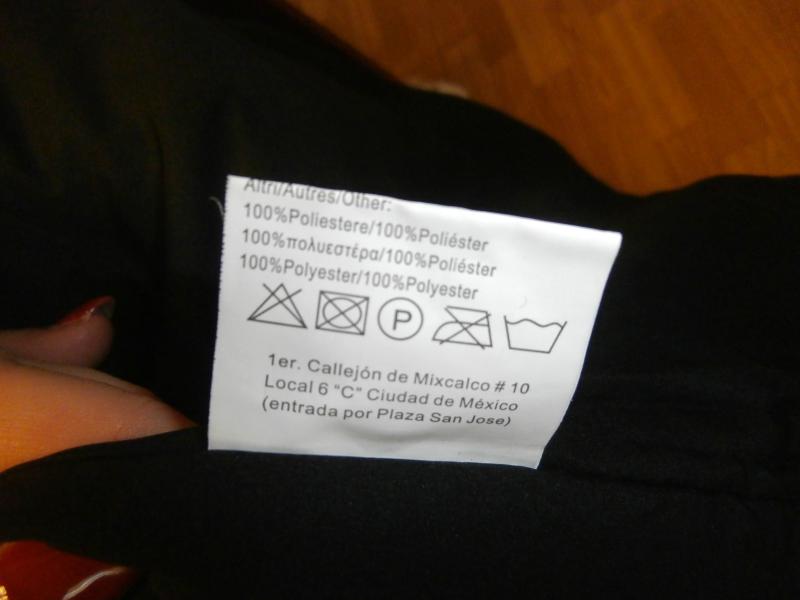 Altri/Autres/Other:
100%Poliestere/100%Poliéster
100%πολυεστέρα/100%Poliéster
100%Polyester/100%Polyester
P
1er. Callejón de Mixcalco # 10
Local 6 "C" Ciudad de México
(entrada por Plaza San Jose)